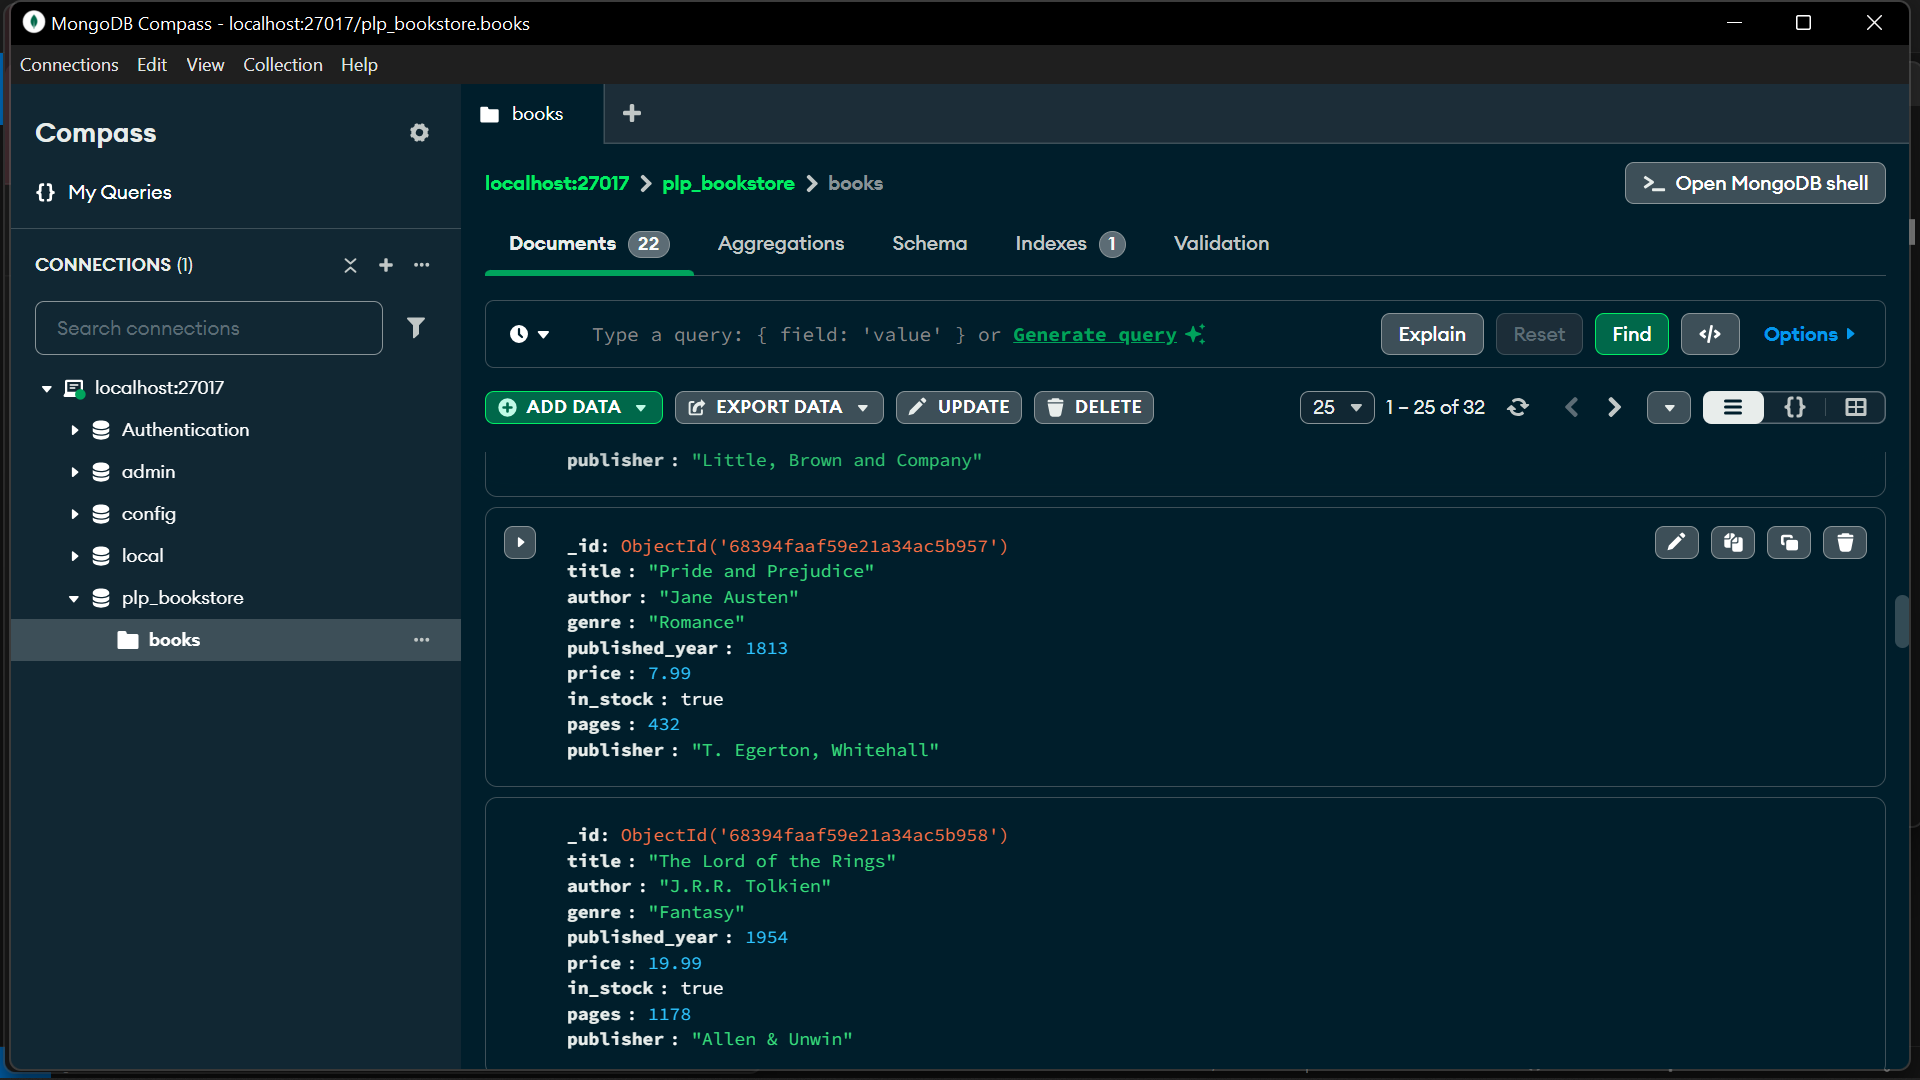 MongoDB Compass - localhost:27017/plp_bookstore.books
Connections Edit View Collection Help
Compass
{} My Queries
CONNECTIONS (1)
Search connections
localhost:27017
Authentication
admin
config
local
plp_bookstore
books
books
localhost:27017 > plp_bookstore > books
>_ Open MongoDB shell
Documents 22 Aggregations Schema Indexes 1 Validation
Type a query: { field: 'value' } or Generate query
Explain Reset Find </> Options
ADD DATA EXPORT DATA UPDATE DELETE
25 1 – 25 of 32 {}
publisher : "Little, Brown and Company"
_id: ObjectId('68394faaf59e21a34ac5b957')
title : "Pride and Prejudice"
author : "Jane Austen"
genre : "Romance"
published_year : 1813
price : 7.99
in_stock : true
pages : 432
publisher : "T. Egerton, Whitehall"
_id: ObjectId('68394faaf59e21a34ac5b958')
title : "The Lord of the Rings"
author : "J.R.R. Tolkien"
genre : "Fantasy"
published_year : 1954
price : 19.99
in_stock : true
pages : 1178
publisher : "Allen & Unwin"